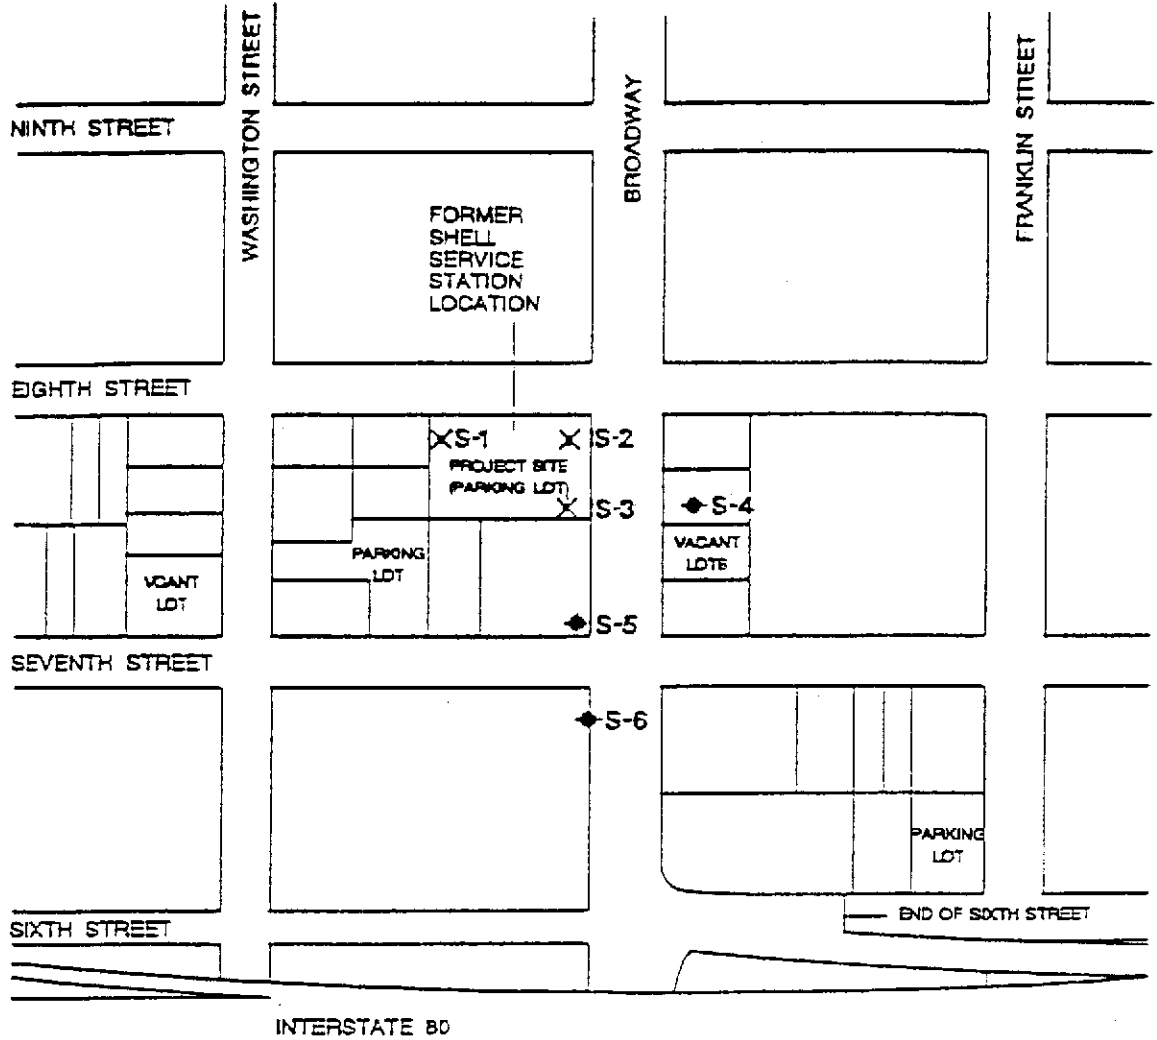 WASHINGTON STREET
BROADWAY
FRANKLIN STREET
NINTH STREET
FORMER
SHELL
SERVICE
STATION
LOCATION
EIGHTH STREET
S-1
S-2
PROJECT SITE
(PARKING LOT)
S-3
S-4
PARKING
LOT
VACANT
LOTS
VCANT
LOT
S-5
SEVENTH STREET
S-6
PARKING
LOT
END OF SIXTH STREET
SIXTH STREET
INTERSTATE 80